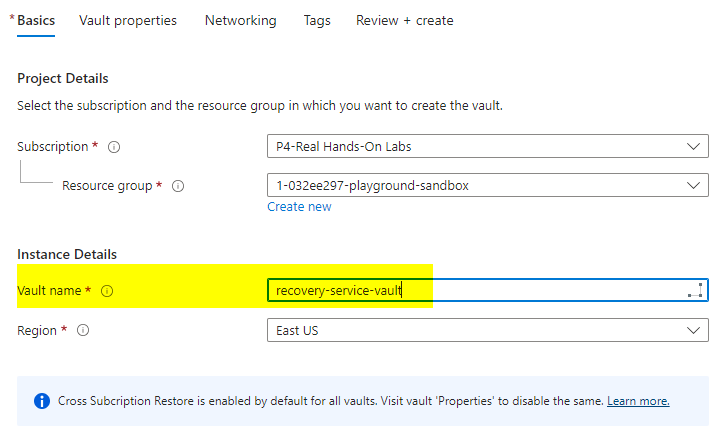 * Basics Vault properties Networking Tags Review + create
Project Details
Select the subscription and the resource group in which you want to create the vault.
Subscription * P4-Real Hands-On Labs
Resource group * 1-032ee297-playground-sandbox
Create new
Instance Details
Vault name * recovery-service-vault
Region * East US
Cross Subcription Restore is enabled by default for all vaults. Visit vault 'Properties' to disable the same. Learn more.